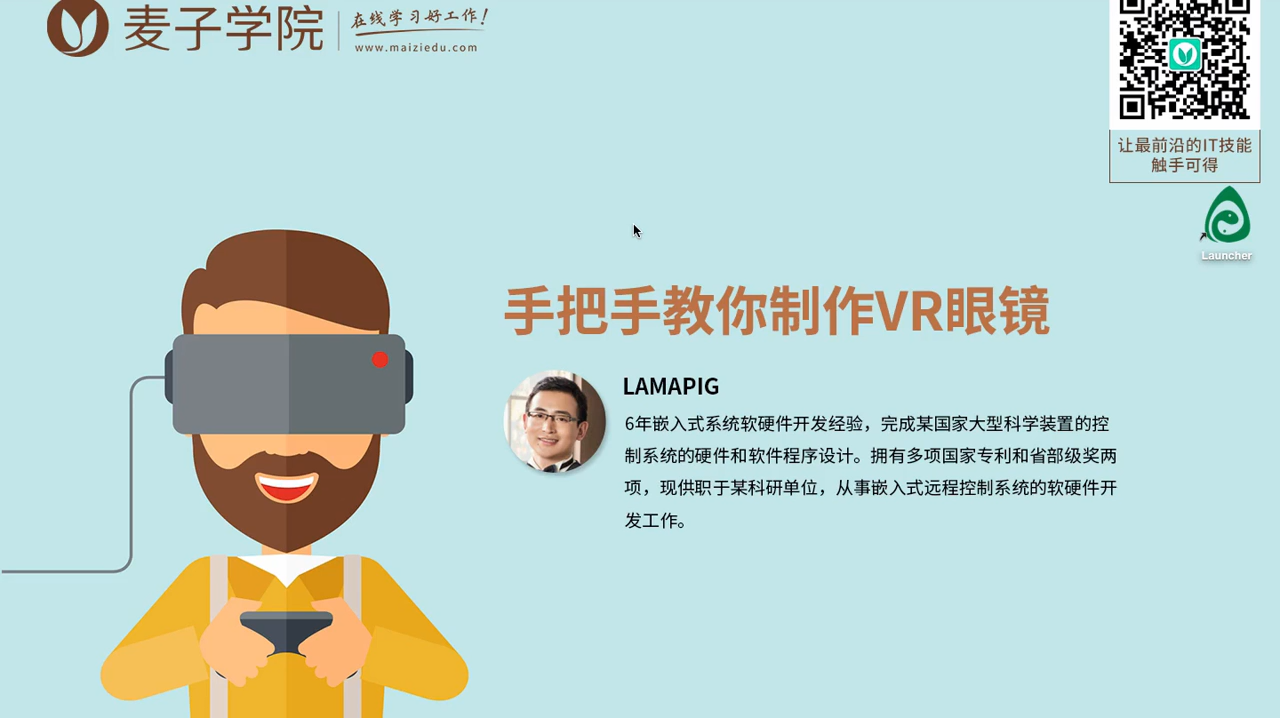 麦子学院
在线学习好工作!
www.maiziedu.com
让最前沿的IT技能
触手可得
Launcher
手把手教你制作VR眼镜
LAMAPIG
6年嵌入式系统软硬件开发经验，完成某国家大型科学装置的控
制系统的硬件和软件程序设计。拥有多项国家专利和省部级奖两
项，现供职于某科研单位，从事嵌入式远程控制系统的软硬件开
发工作。